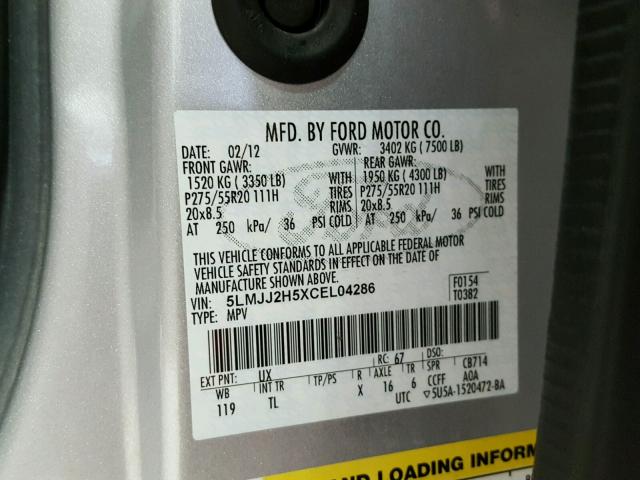 MFD. BY FORD MOTOR CO.
DATE: 02/12 GVWR: 3402 KG ( 7500 LB)
FRONT GAWR: REAR GAWR:
1520 KG ( 3350 LB) WITH 1950 KG ( 4300 LB)
P275/55R20 111H TIRES P275/55R20 111H
20x8.5 RIMS 20x8.5
AT 250 kPa/ 36 PSI COLD AT 250 kPa/ 36 PSI COLD
WITH
TIRES
RIMS
Ford
THIS VEHICLE CONFORMS TO ALL APPLICABLE FEDERAL MOTOR
VEHICLE SAFETY STANDARDS IN EFFECT ON THE DATE OF
MANUFACTURE SHOWN ABOVE.
VIN: 5LMJJ2H5XCEL04286 F0154
TYPE: MPV T0382
EXT PNT: UX RC: 67 DSO:
WB INT TR TP/PS R AXLE TR SPR CB714
119 TL X 16 6 CCFF A0A
UTC ▽5U5A-1520472-BA
AND LOADING INFORM